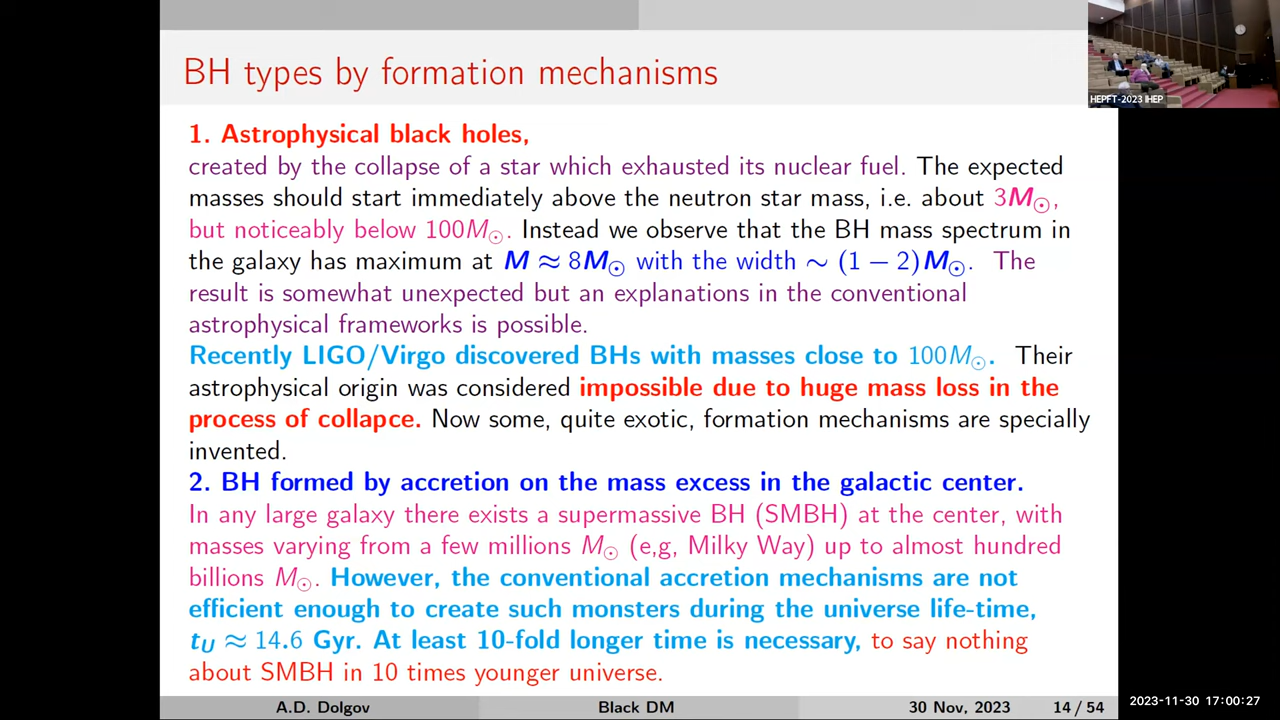 HEPFT-2023 IHEP
BH types by formation mechanisms
1. Astrophysical black holes,
created by the collapse of a star which exhausted its nuclear fuel. The expected
masses should start immediately above the neutron star mass, i.e. about 3M☉,
but noticeably below 100M☉. Instead we observe that the BH mass spectrum in
the galaxy has maximum at M ≈ 8M☉ with the width ∼ (1 − 2)M☉. The
result is somewhat unexpected but an explanations in the conventional
astrophysical frameworks is possible.
Recently LIGO/Virgo discovered BHs with masses close to 100M☉. Their
astrophysical origin was considered impossible due to huge mass loss in the
process of collapce. Now some, quite exotic, formation mechanisms are specially
invented.
2. BH formed by accretion on the mass excess in the galactic center.
In any large galaxy there exists a supermassive BH (SMBH) at the center, with
masses varying from a few millions M☉ (e,g, Milky Way) up to almost hundred
billions M☉. However, the conventional accretion mechanisms are not
efficient enough to create such monsters during the universe life-time,
t_U ≈ 14.6 Gyr. At least 10-fold longer time is necessary, to say nothing
about SMBH in 10 times younger universe.
A.D. Dolgov Black DM 30 Nov, 2023 14 / 54
2023-11-30 17:00:27